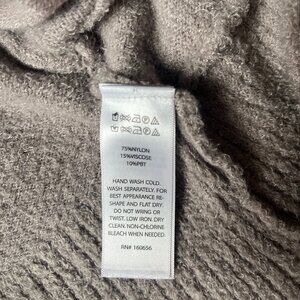 75%NYLON
15%VISCOSE
10%PBT
HAND WASH COLD.
WASH SEPARATELY. FOR
BEST APPEARANCE RE-
SHAPE AND FLAT DRY.
DO NOT WRING OR
TWIST. LOW IRON. DRY
CLEAN. NON-CHLORINE
BLEACH WHEN NEEDED.
RN# 160656